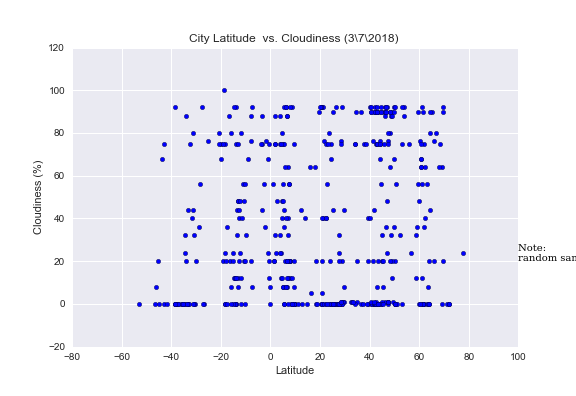 City Latitude  vs. Cloudiness (3\7\2018)
120
100
80
60
40
20
0
−20
Cloudiness (%)
−80 −60 −40 −20 0 20 40 60 80 100
Latitude
Note:
random